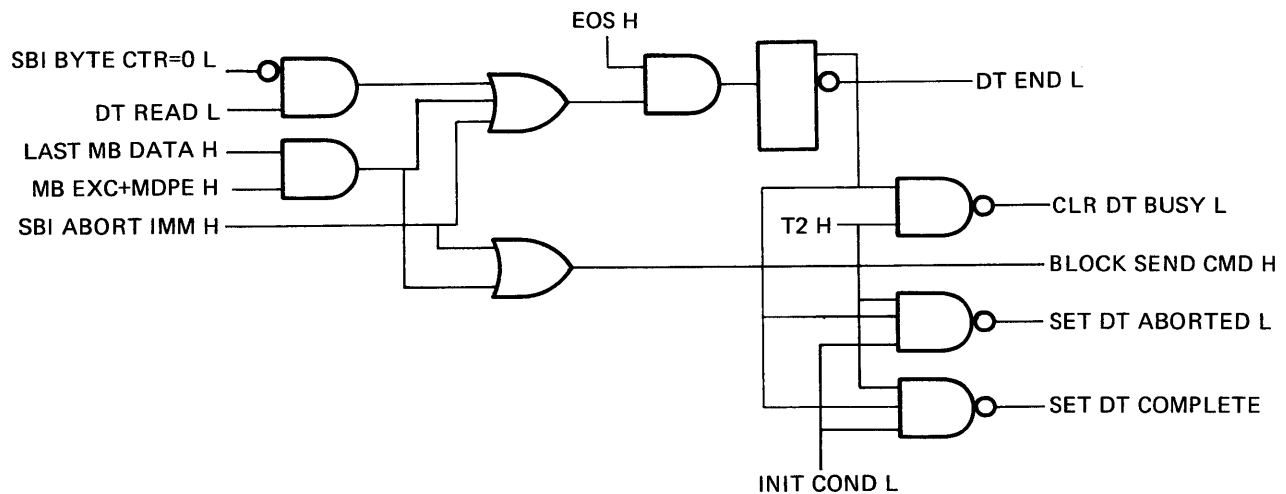 EOS H
SBI BYTE CTR=0 L
DT END L
DT READ L
LAST MB DATA H
MB EXC+MDPE H
CLR DT BUSY L
SBI ABORT IMM H
T2 H
BLOCK SEND CMD H
SET DT ABORTED L
SET DT COMPLETE
INIT COND L